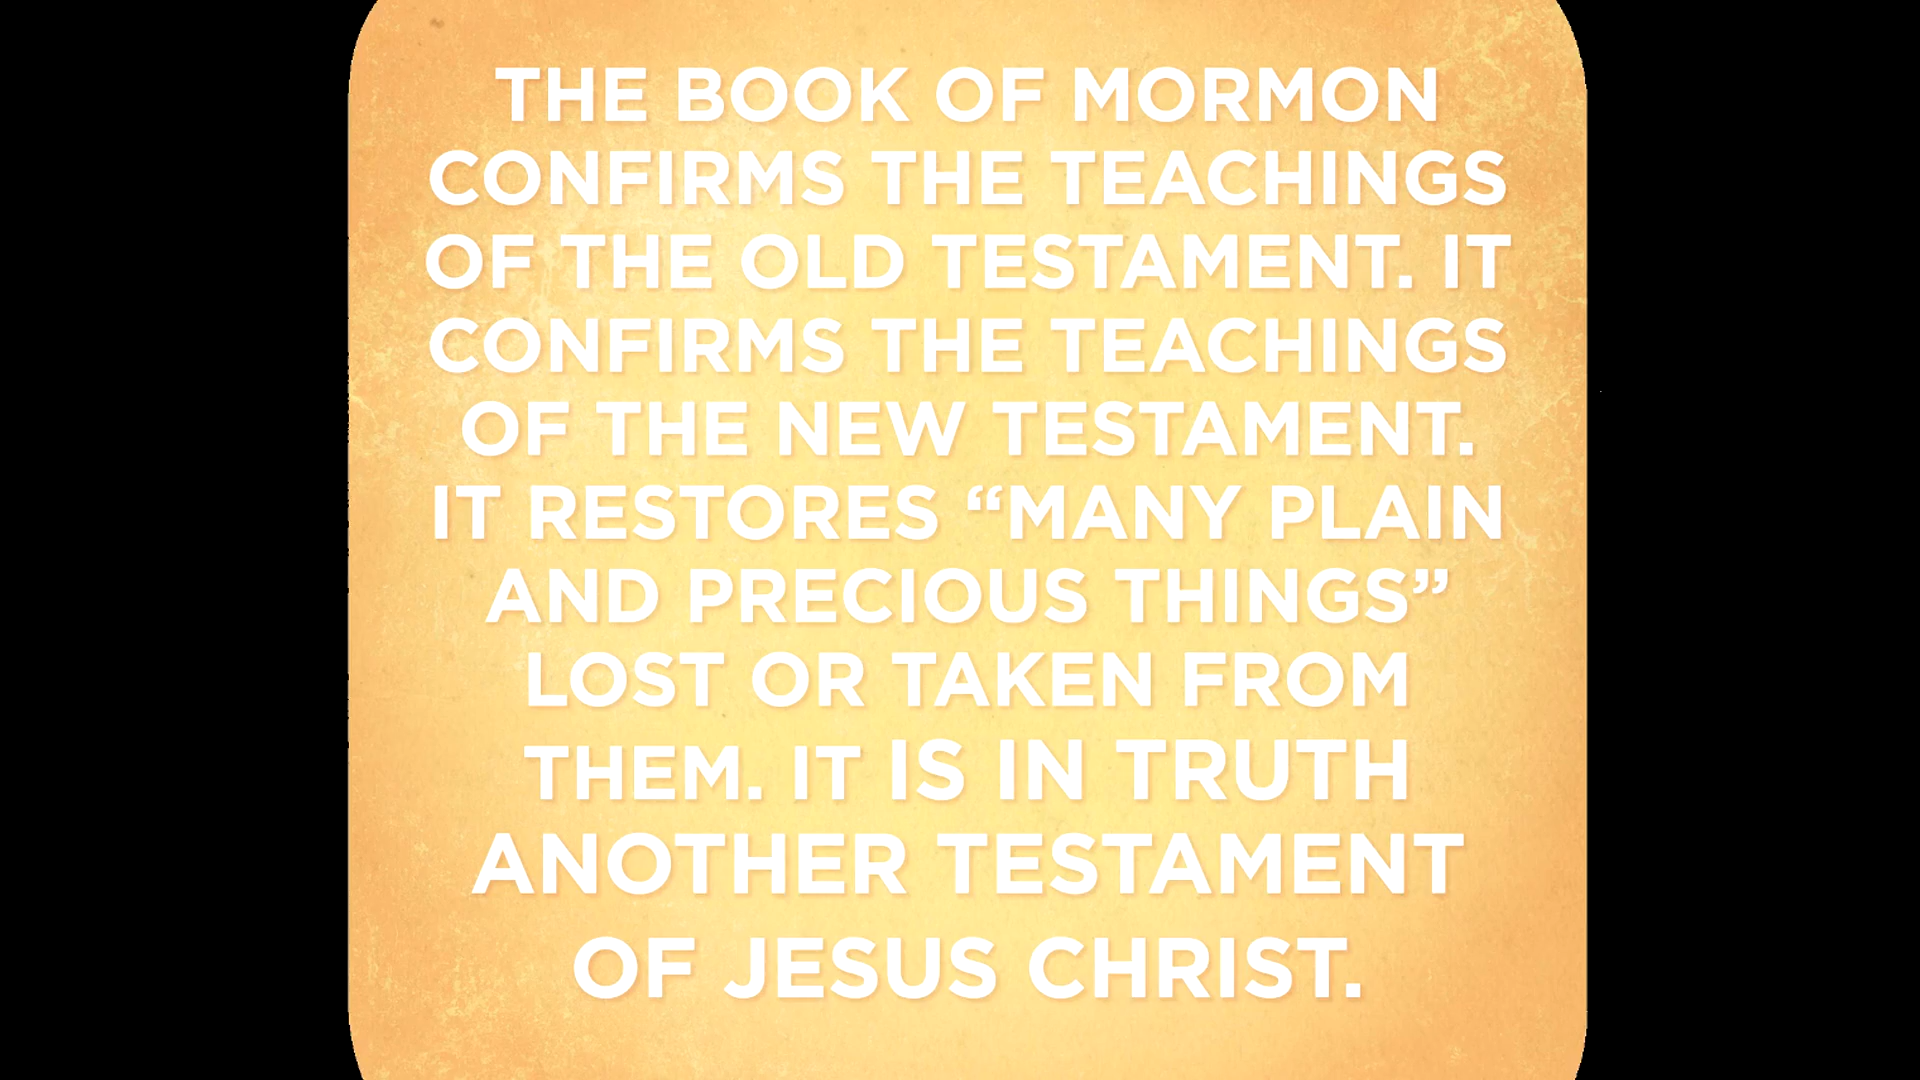 THE BOOK OF MORMON
CONFIRMS THE TEACHINGS
OF THE OLD TESTAMENT. IT
CONFIRMS THE TEACHINGS
OF THE NEW TESTAMENT.
IT RESTORES “MANY PLAIN
AND PRECIOUS THINGS”
LOST OR TAKEN FROM
THEM. IT IS IN TRUTH
ANOTHER TESTAMENT
OF JESUS CHRIST.